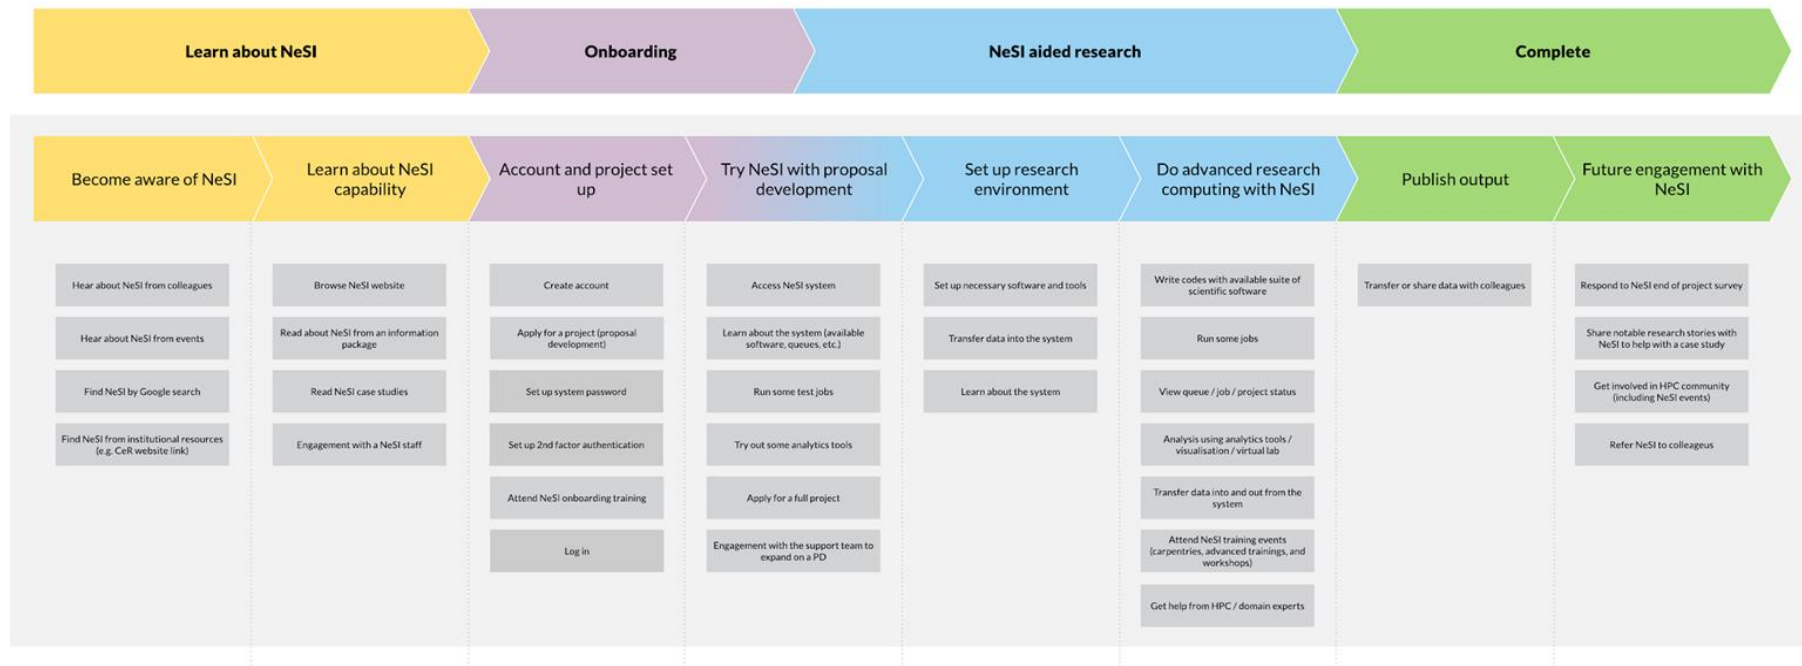 Learn about NeSI
Onboarding
NeSI aided research
Complete
Become aware of NeSI
Learn about NeSI
capability
Account and project set
up
Try NeSI with proposal
development
Set up research
environment
Do advanced research
computing with NeSI
Publish output
Future engagement with
NeSI
Hear about NeSI from colleagues
Hear about NeSI from events
Find NeSI by Google search
Find NeSI from institutional resources
(e.g. CeR website link)
Browse NeSI website
Read about NeSI from an information
package
Read NeSI case studies
Engagement with a NeSI staff
Create account
Apply for a project (proposal
development)
Set up system password
Set up 2nd factor authentication
Attend NeSI onboarding training
Log in
Access NeSI system
Learn about the system (available
software, queues, etc.)
Run some test jobs
Try out some analytics tools
Apply for a full project
Engagement with the support team to
expand on a PD
Set up necessary software and tools
Transfer data into the system
Learn about the system
Write codes with available suite of
scientific software
Run some jobs
View queue / job / project status
Analysis using analytics tools /
visualisation / virtual lab
Transfer data into and out from the
system
Attend NeSI training events
(carpentries, advanced trainings, and
workshops)
Get help from HPC / domain experts
Transfer or share data with colleagues
Respond to NeSI end of project survey
Share notable research stories with
NeSI to help with a case study
Get involved in HPC community
(including NeSI events)
Refer NeSI to colleageus